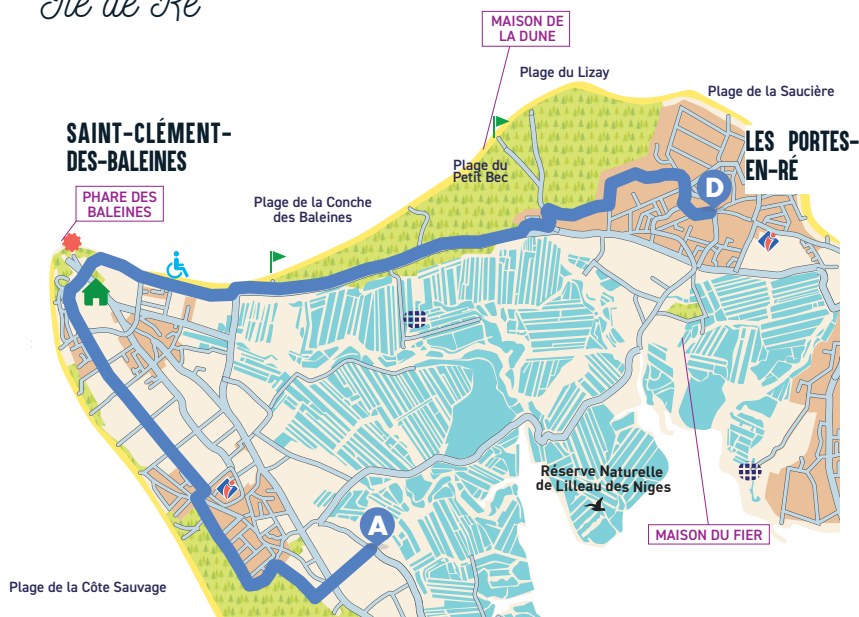 Île de Ré
MAISON DE
LA DUNE
Plage du Lizay
Plage de la Saucière
SAINT-CLÉMENT-
DES-BALEINES
LES PORTES-
EN-RÉ
Plage du
Petit Bec
PHARE DES
BALEINES
D
Plage de la Conche
des Baleines
Réserve Naturelle
de Lilleau des Niges
A
MAISON DU FIER
Plage de la Côte Sauvage